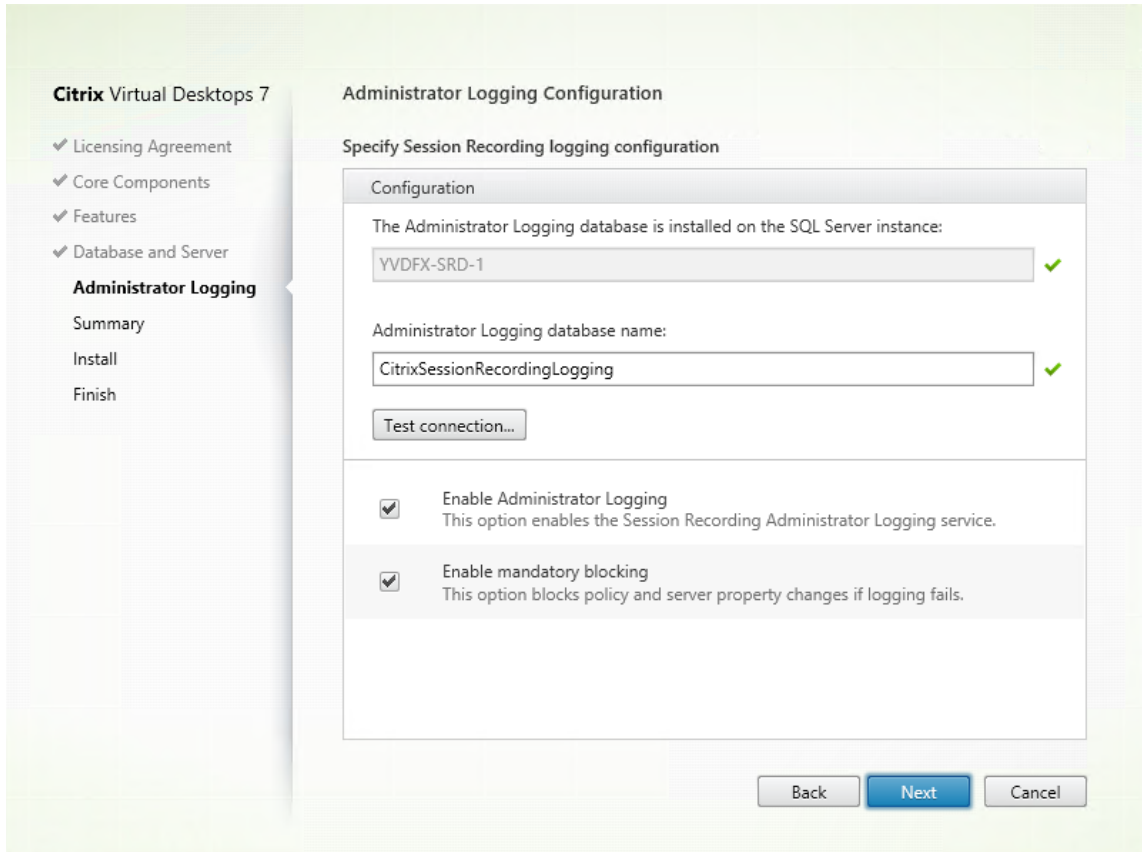 Citrix Virtual Desktops 7
Licensing Agreement
Core Components
Features
Database and Server
Administrator Logging
Summary
Install
Finish
Administrator Logging Configuration
Specify Session Recording logging configuration
Configuration
The Administrator Logging database is installed on the SQL Server instance:
YVDFX-SRD-1
Administrator Logging database name:
CitrixSessionRecordingLogging
Test connection...
Enable Administrator Logging
This option enables the Session Recording Administrator Logging service.
Enable mandatory blocking
This option blocks policy and server property changes if logging fails.
Back
Next
Cancel